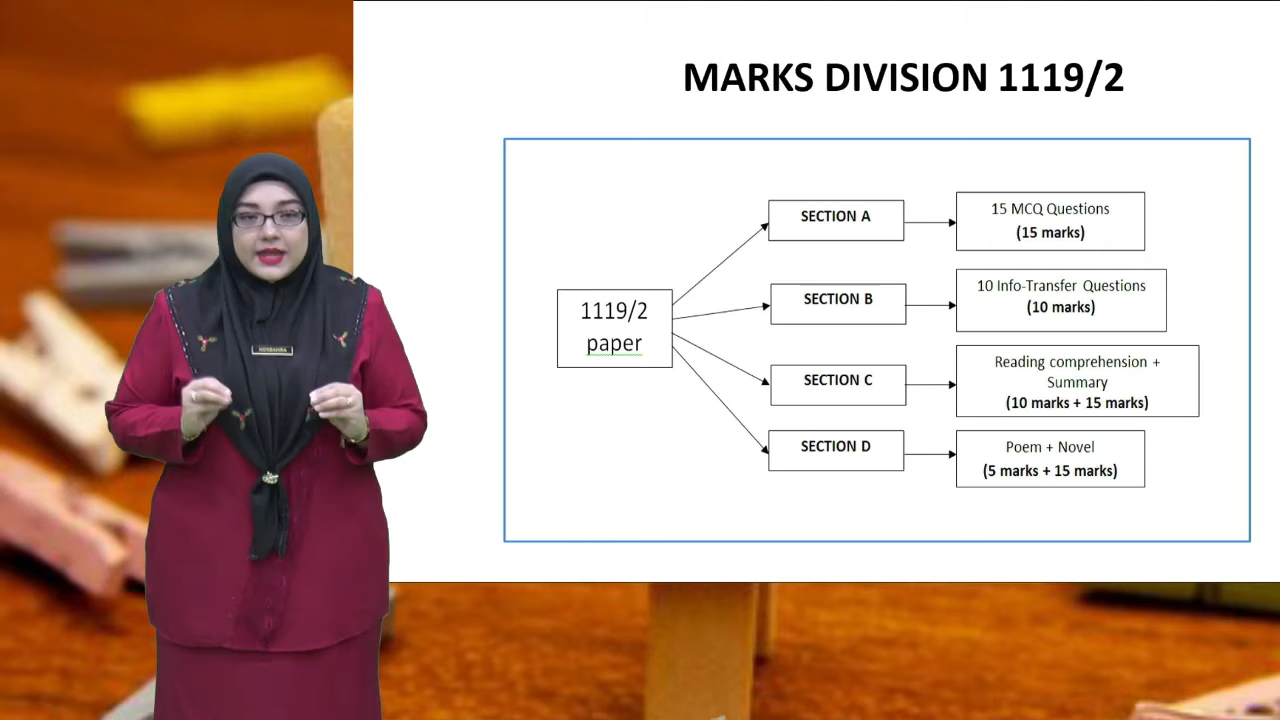 MARKS DIVISION 1119/2
1119/2
paper
SECTION A
15 MCQ Questions
(15 marks)
SECTION B
10 Info-Transfer Questions
(10 marks)
SECTION C
Reading comprehension +
Summary
(10 marks + 15 marks)
SECTION D
Poem + Novel
(5 marks + 15 marks)